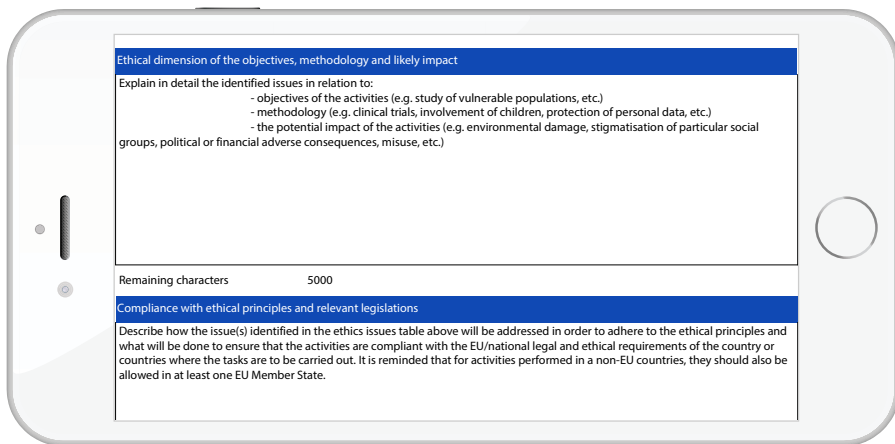 Ethical dimension of the objectives, methodology and likely impact
Explain in detail the identified issues in relation to:
- objectives of the activities (e.g. study of vulnerable populations, etc.)
- methodology (e.g. clinical trials, involvement of children, protection of personal data, etc.)
- the potential impact of the activities (e.g. environmental damage, stigmatisation of particular social
groups, political or financial adverse consequences, misuse, etc.)
Remaining characters 5000
Compliance with ethical principles and relevant legislations
Describe how the issue(s) identified in the ethics issues table above will be addressed in order to adhere to the ethical principles and
what will be done to ensure that the activities are compliant with the EU/national legal and ethical requirements of the country or
countries where the tasks are to be carried out. It is reminded that for activities performed in a non-EU countries, they should also be
allowed in at least one EU Member State.